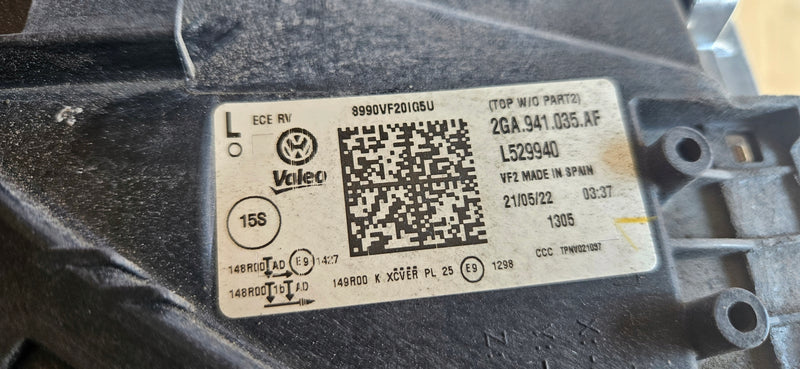 L
ECE RV
8990VF201G5U
(TOP W/O PART2)
2GA.941.035.AF
L529940
VF2 MADE IN SPAIN
21/05/22 03:37
1305
CCC TPNV021097
Valeo
15S
148R00 AD E9 1427
148R00 1b AD
149R00 K XCVER PL 25 E9 1298
Z Y X